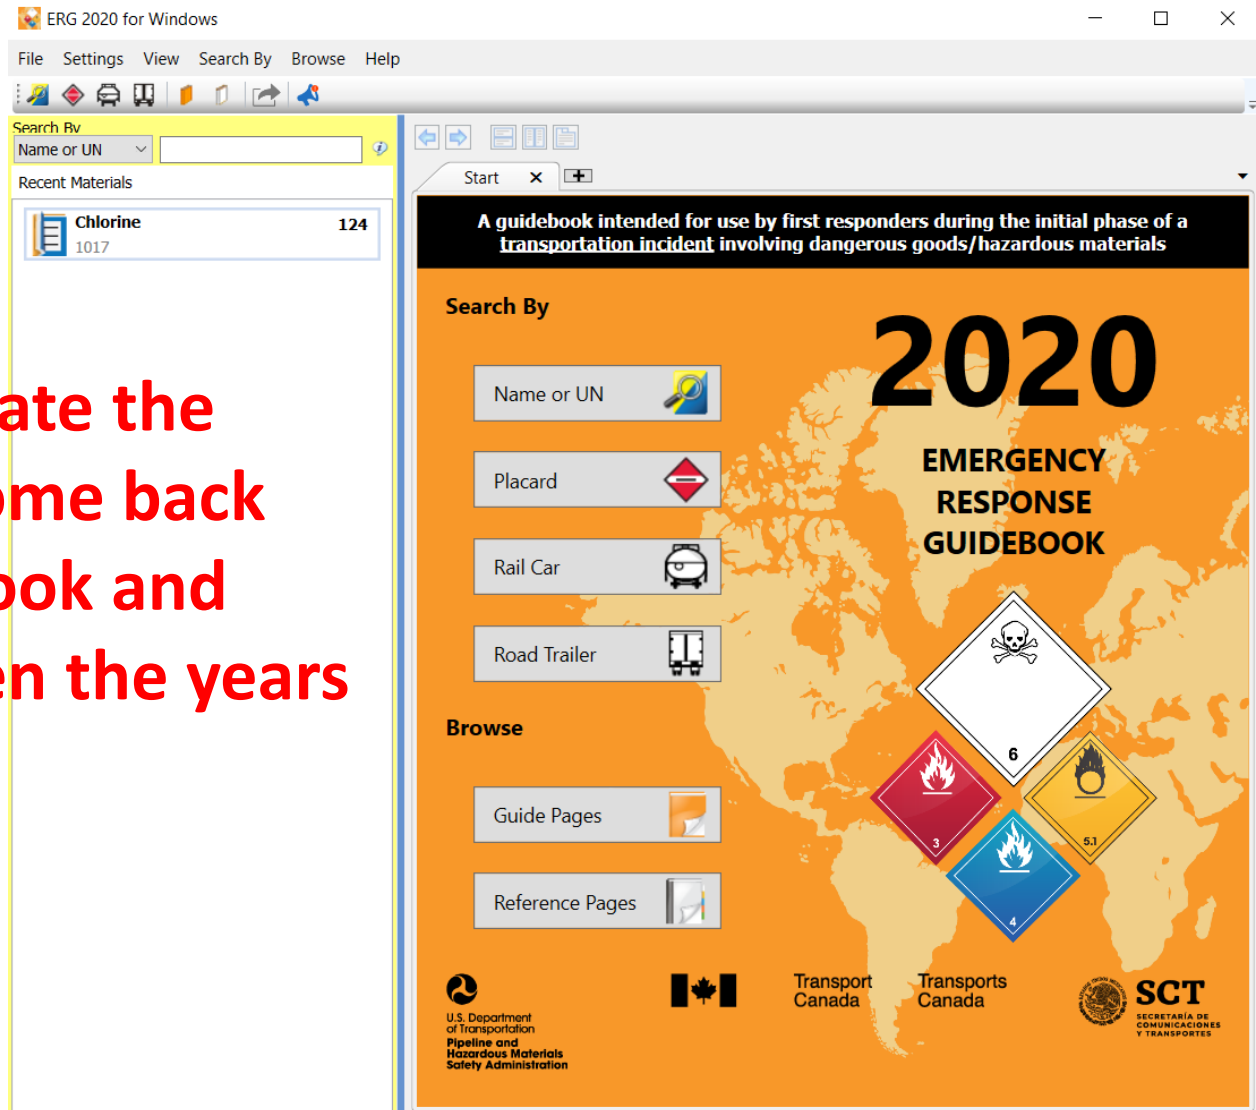 ERG 2020 for Windows
File Settings View Search By Browse Help
Search By
Name or UN
Recent Materials
Chlorine 124
1017
ate the
ome back
ook and
en the years
Start
A guidebook intended for use by first responders during the initial phase of a
transportation incident involving dangerous goods/hazardous materials
Search By
Name or UN
Placard
Rail Car
Road Trailer
Browse
Guide Pages
Reference Pages
2020
EMERGENCY
RESPONSE
GUIDEBOOK
6
3
5.1
4
U.S. Department
of Transportation
Pipeline and
Hazardous Materials
Safety Administration
Transport
Canada
Transports
Canada
SCT
SECRETARÍA DE
COMUNICACIONES
Y TRANSPORTES